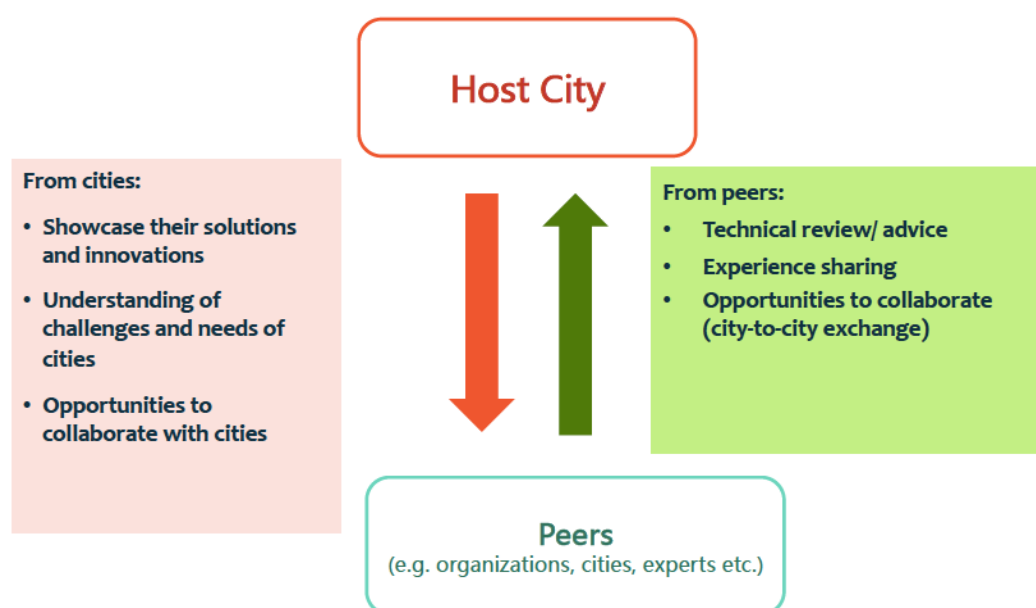 Host City
From cities:
• Showcase their solutions
and innovations
• Understanding of
challenges and needs of
cities
• Opportunities to
collaborate with cities
From peers:
• Technical review/ advice
• Experience sharing
• Opportunities to collaborate
(city-to-city exchange)
Peers
(e.g. organizations, cities, experts etc.)